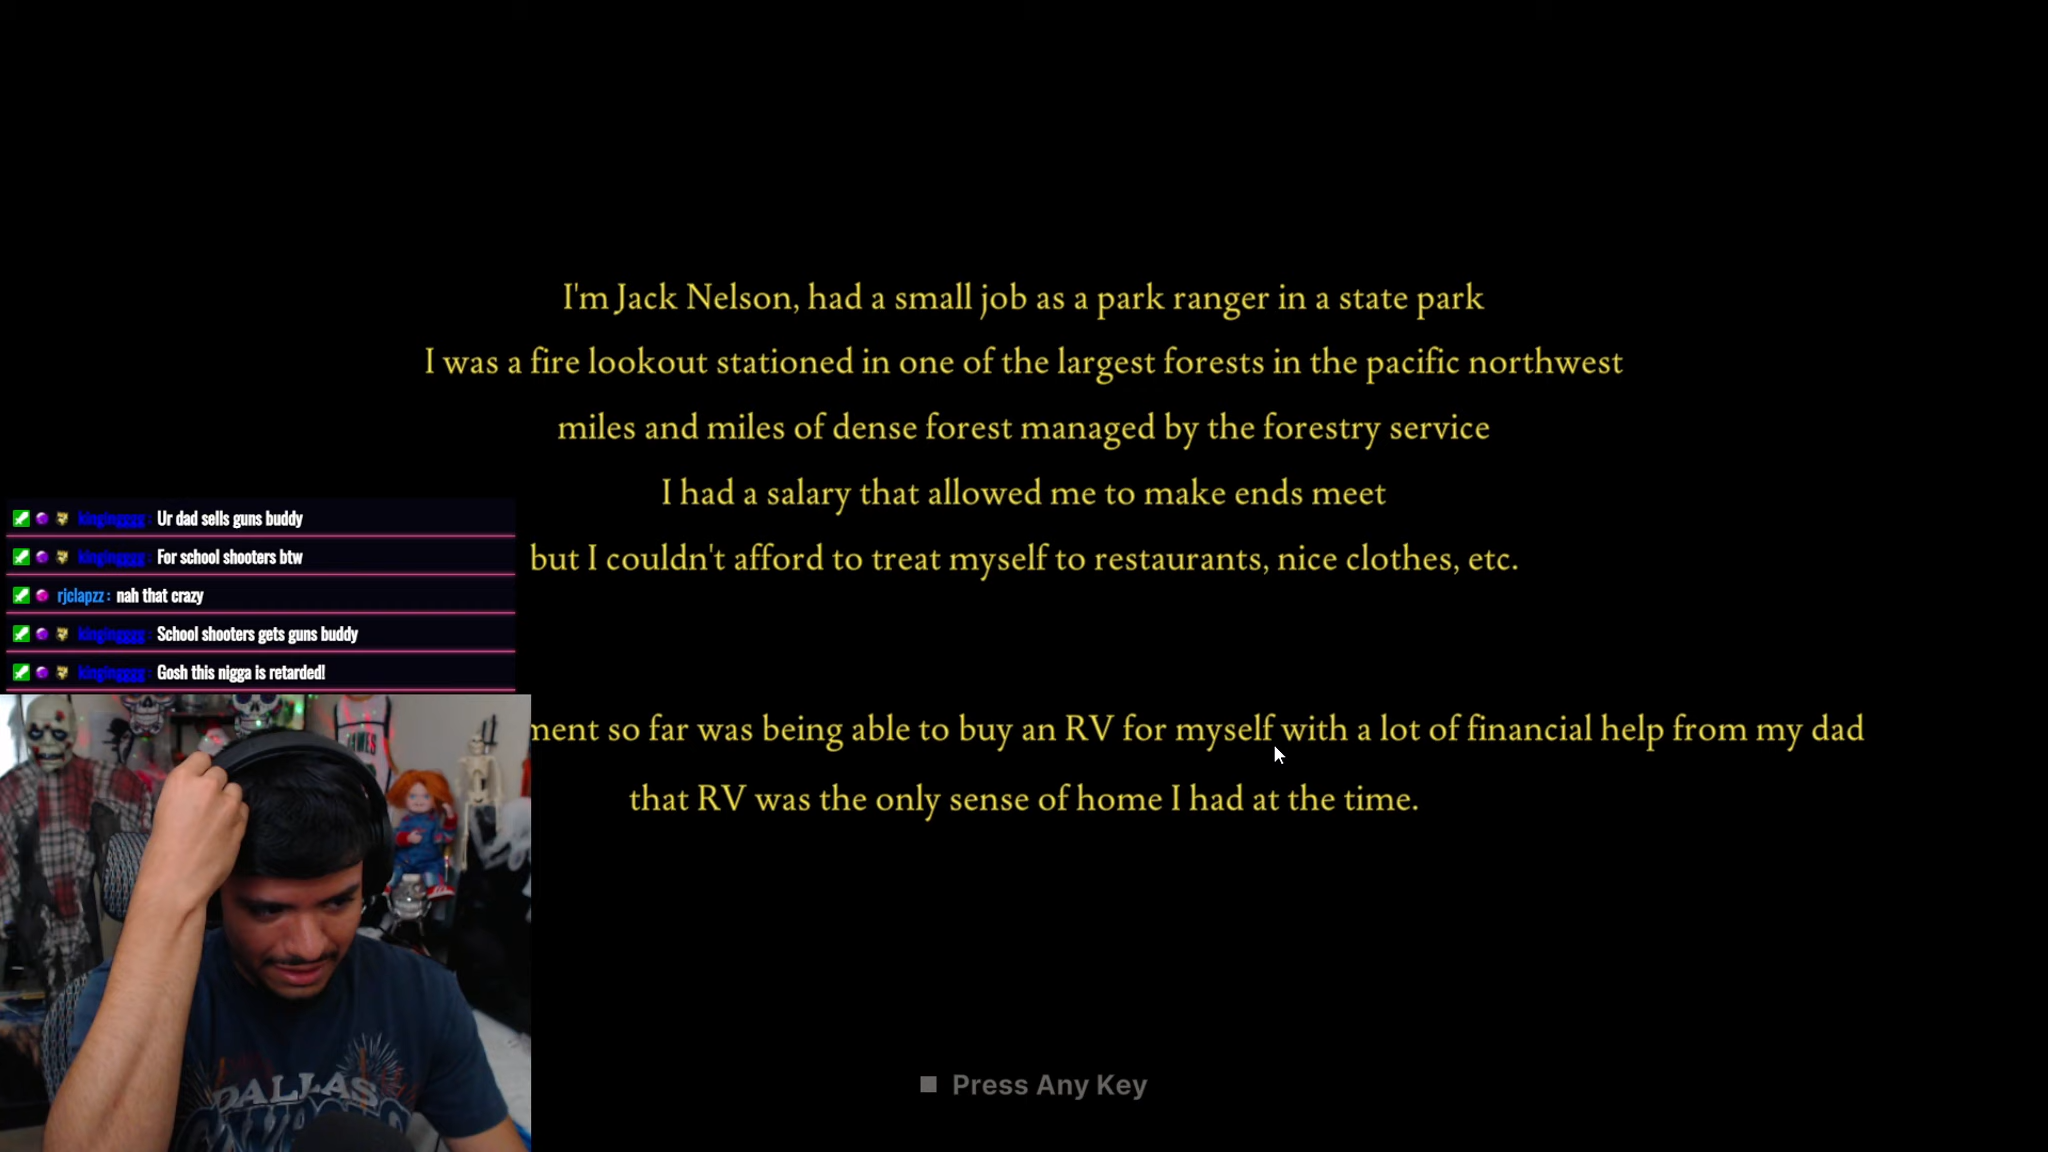 I'm Jack Nelson, had a small job as a park ranger in a state park
I was a fire lookout stationed in one of the largest forests in the pacific northwest
miles and miles of dense forest managed by the forestry service
I had a salary that allowed me to make ends meet
but I couldn't afford to treat myself to restaurants, nice clothes, etc.
ment so far was being able to buy an RV for myself with a lot of financial help from my dad
that RV was the only sense of home I had at the time.
Press Any Key
Ur dad sells guns buddy
For school shooters btw
rjclapzz: nah that crazy
School shooters gets guns buddy
Gosh this nigga is retarded!
DALLAS